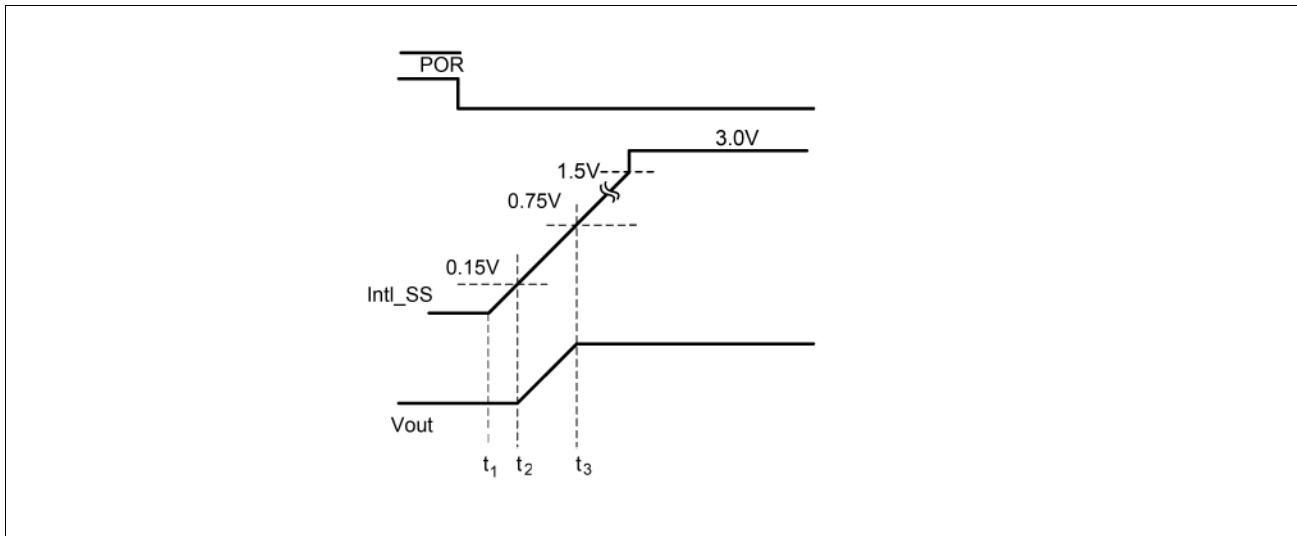 POR
3.0V
1.5V
0.75V
0.15V
Intl_SS
Vout
t1 t2 t3